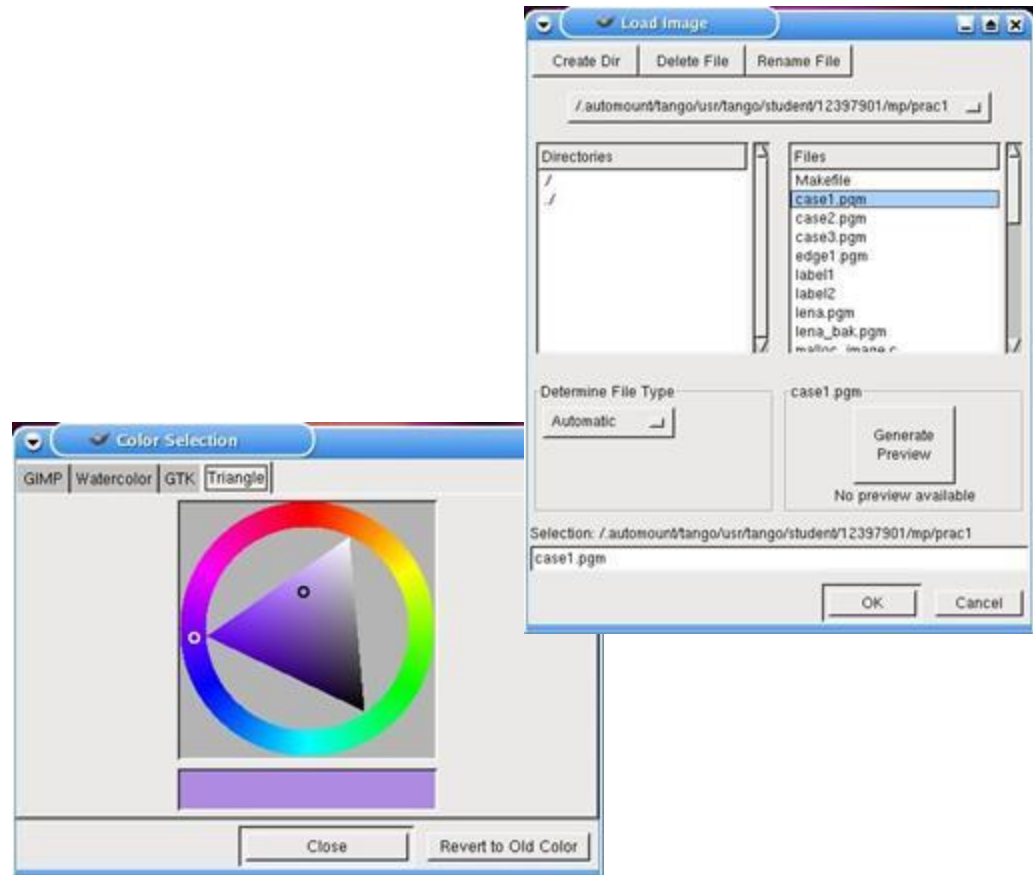 Load Image
Create Dir Delete File Rename File
/.automount/tango/usr/tango/student/12397901/mp/prac1
Directories
/
./
Files
Makefile
case1.pgm
case2.pgm
case3.pgm
edge1.pgm
label1
label2
lena.pgm
lena_bak.pgm
malloc_image.c
Determine File Type
Automatic
case1.pgm
Generate
Preview
No preview available
Selection: /.automount/tango/usr/tango/student/12397901/mp/prac1
case1.pgm
OK Cancel
Color Selection
GIMP Watercolor GTK Triangle
Close Revert to Old Color